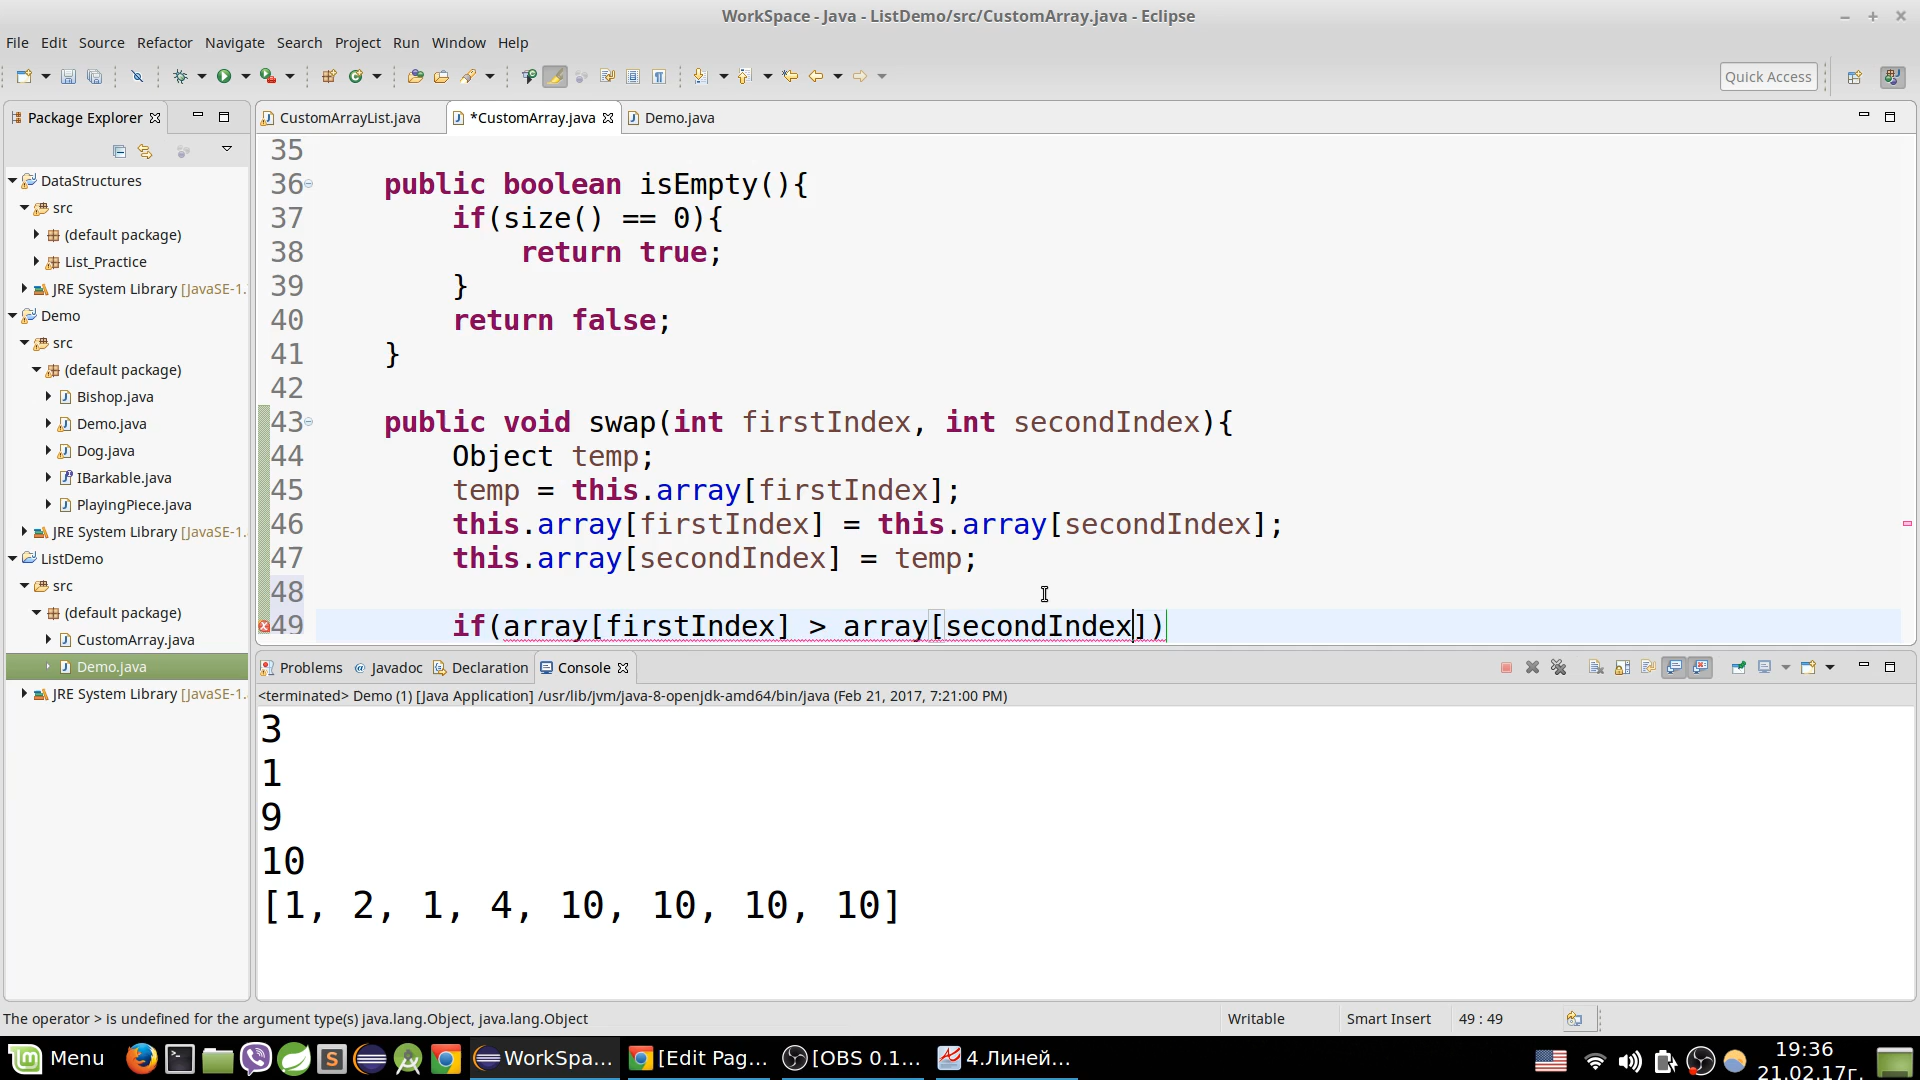 WorkSpace - Java - ListDemo/src/CustomArray.java - Eclipse
File Edit Source Refactor Navigate Search Project Run Window Help
Quick Access
Package Explorer
CustomArrayList.java
*CustomArray.java
Demo.java
DataStructures
src
(default package)
List_Practice
JRE System Library [JavaSE-1.
Demo
src
(default package)
Bishop.java
Demo.java
Dog.java
IBarkable.java
PlayingPiece.java
JRE System Library [JavaSE-1.
ListDemo
src
(default package)
CustomArray.java
Demo.java
JRE System Library [JavaSE-1.
35
36 public boolean isEmpty(){
37 if(size() == 0){
38 return true;
39 }
40 return false;
41 }
42
43 public void swap(int firstIndex, int secondIndex){
44 Object temp;
45 temp = this.array[firstIndex];
46 this.array[firstIndex] = this.array[secondIndex];
47 this.array[secondIndex] = temp;
48
49 if(array[firstIndex] > array[secondIndex])
Problems Javadoc Declaration Console
<terminated> Demo (1) [Java Application] /usr/lib/jvm/java-8-openjdk-amd64/bin/java (Feb 21, 2017, 7:21:00 PM)
3
1
9
10
[1, 2, 1, 4, 10, 10, 10, 10]
The operator > is undefined for the argument type(s) java.lang.Object, java.lang.Object
Writable
Smart Insert
49 : 49
Menu
WorkSpa...
[Edit Pag...
[OBS 0.1...
4.Линей...
19:36
21.02.17г.